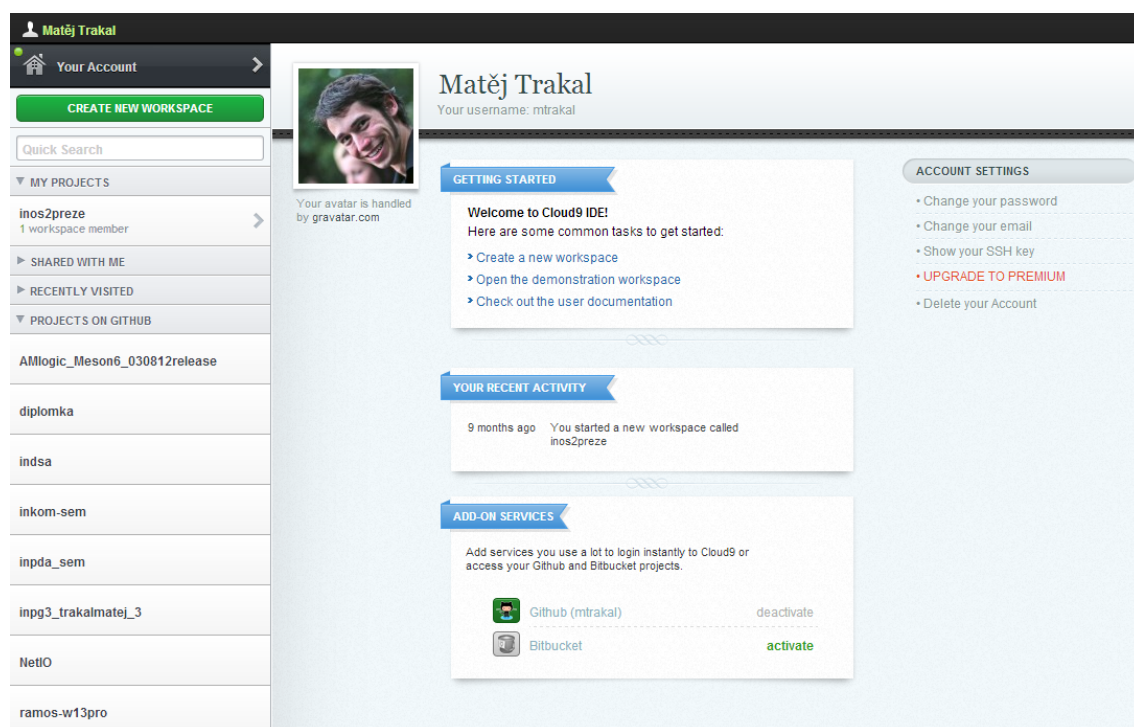 Matěj Trakal
Your Account
CREATE NEW WORKSPACE
Quick Search
MY PROJECTS
inos2preze
1 workspace member
SHARED WITH ME
RECENTLY VISITED
PROJECTS ON GITHUB
AMlogic_Meson6_030812release
diplomka
indsa
inkom-sem
inpda_sem
inpg3_trakalmatej_3
NetIO
ramos-w13pro
Matěj Trakal
Your username: mtrakal
Your avatar is handled
by gravatar.com
GETTING STARTED
Welcome to Cloud9 IDE!
Here are some common tasks to get started:
Create a new workspace
Open the demonstration workspace
Check out the user documentation
YOUR RECENT ACTIVITY
9 months ago You started a new workspace called
inos2preze
ADD-ON SERVICES
Add services you use a lot to login instantly to Cloud9 or
access your Github and Bitbucket projects.
Github (mtrakal) deactivate
Bitbucket activate
ACCOUNT SETTINGS
• Change your password
• Change your email
• Show your SSH key
• UPGRADE TO PREMIUM
• Delete your Account